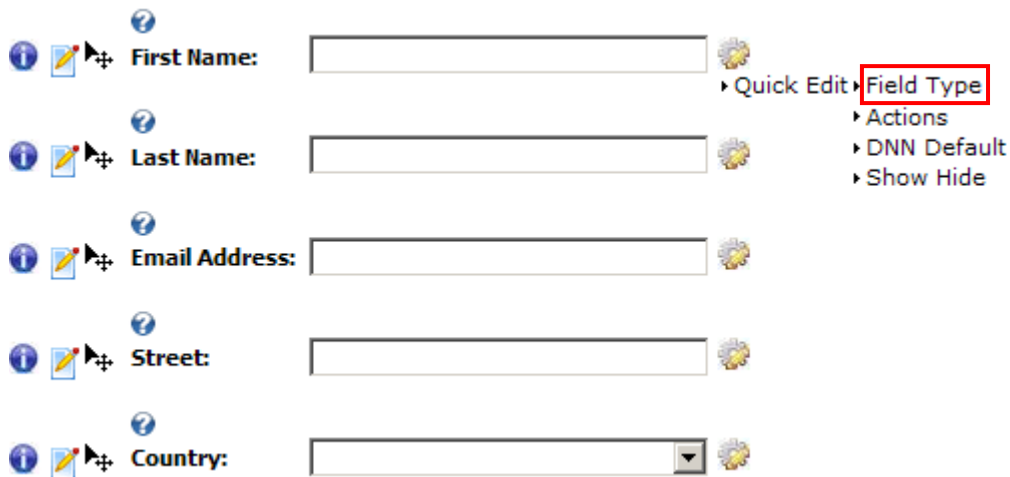 First Name:
Quick Edit Field Type
Actions
Last Name:
DNN Default
Show Hide
Email Address:
Street:
Country: